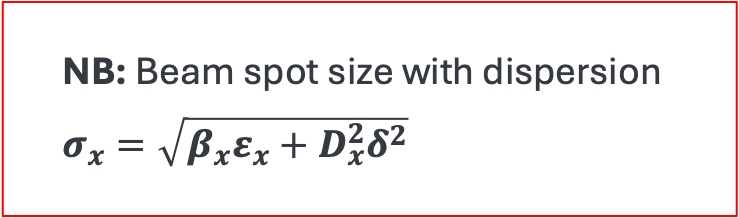 NB: Beam spot size with dispersion
σₓ = √(βₓεₓ + Dₓ²δ²)